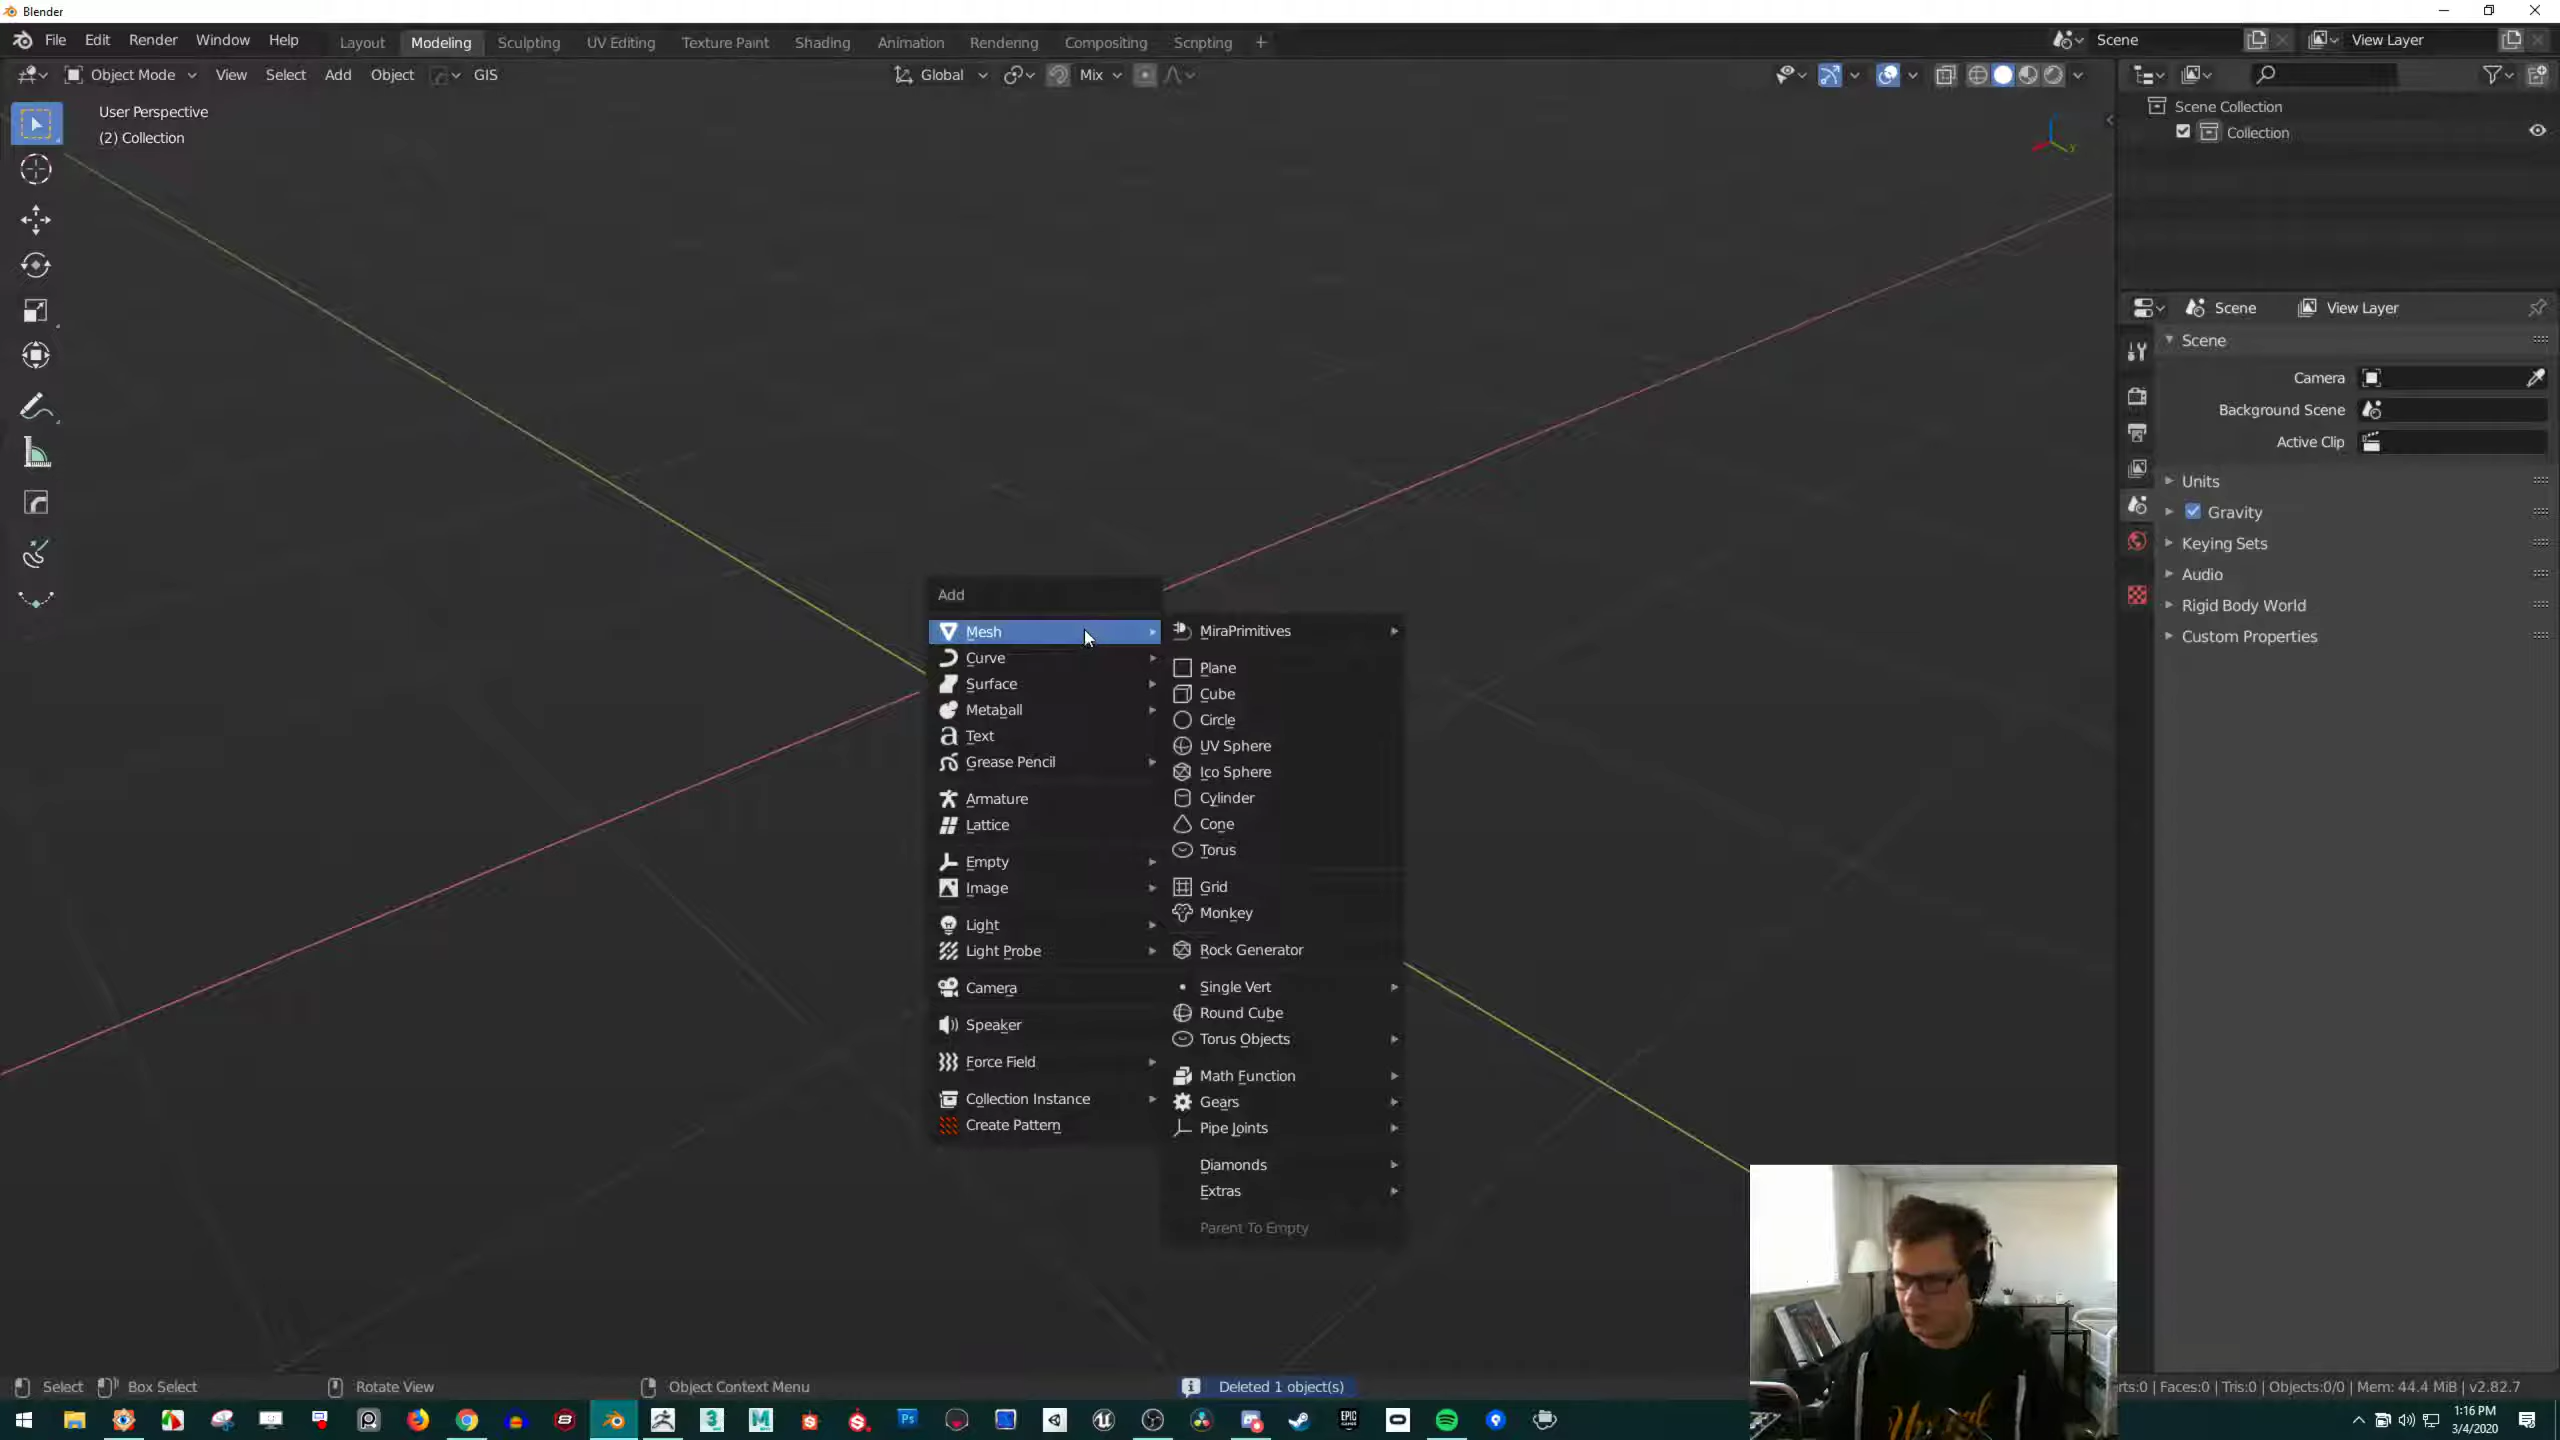 Blender
File Edit Render Window Help Layout Modeling Sculpting UV Editing Texture Paint Shading Animation Rendering Compositing Scripting + Scene View Layer
Object Mode View Select Add Object GIS Global Mix
User Perspective
(2) Collection
Scene Collection
Collection
Scene View Layer
Scene
Camera
Background Scene
Active Clip
Units
Gravity
Keying Sets
Audio
Rigid Body World
Custom Properties
Add
Mesh
Curve
Surface
Metaball
Text
Grease Pencil
Armature
Lattice
Empty
Image
Light
Light Probe
Camera
Speaker
Force Field
Collection Instance
Create Pattern
MiraPrimitives
Plane
Cube
Circle
UV Sphere
Ico Sphere
Cylinder
Cone
Torus
Grid
Monkey
Rock Generator
Single Vert
Round Cube
Torus Objects
Math Function
Gears
Pipe Joints
Diamonds
Extras
Parent To Empty
Select Box Select Rotate View Object Context Menu Deleted 1 object(s) rts:0 | Faces:0 | Tris:0 | Objects:0/0 | Mem: 44.4 MiB | v2.82.7
1:16 PM
3/4/2020